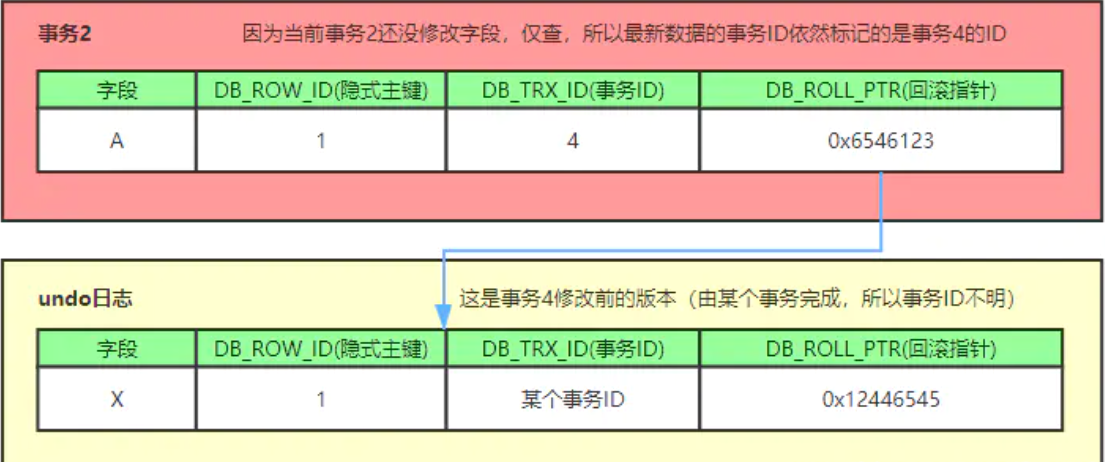 事务2 因为当前事务2还没修改字段，仅查，所以最新数据的事务ID依然标记的是事务4的ID
字段 DB_ROW_ID(隐式主键) DB_TRX_ID(事务ID) DB_ROLL_PTR(回滚指针)
A 1 4 0x6546123
undo日志 这是事务4修改前的版本（由某个事务完成，所以事务ID不明）
字段 DB_ROW_ID(隐式主键) DB_TRX_ID(事务ID) DB_ROLL_PTR(回滚指针)
X 1 某个事务ID 0x12446545